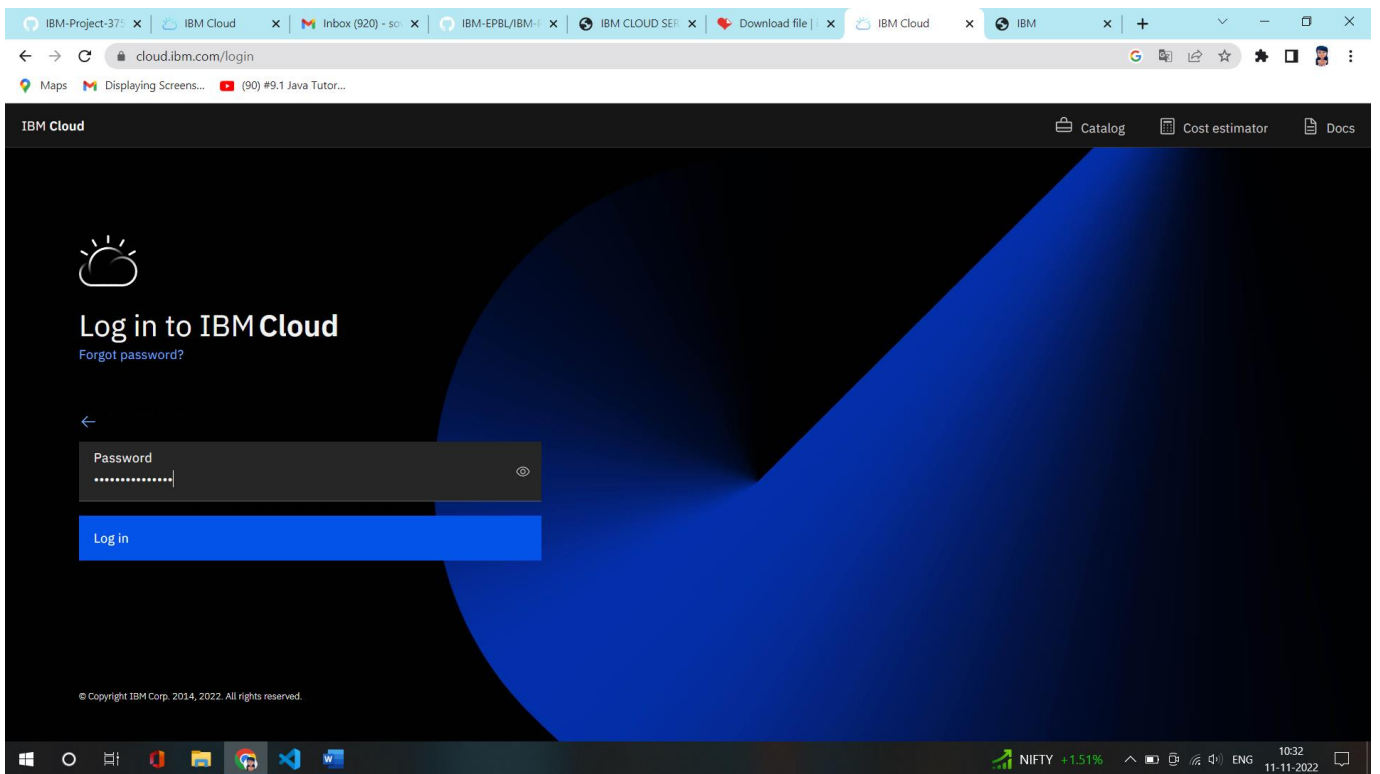 IBM-Project-375
IBM Cloud
Inbox (920) - so
IBM-EPBL/IBM-P
IBM CLOUD SER
Download file |
IBM Cloud
IBM
cloud.ibm.com/login
Maps
Displaying Screens...
(90) #9.1 Java Tutor...
IBM Cloud
Catalog
Cost estimator
Docs
Log in to IBM Cloud
Forgot password?
Password
•••••••••••••••
Log in
© Copyright IBM Corp. 2014, 2022. All rights reserved.
NIFTY +1.51%
ENG
10:32
11-11-2022